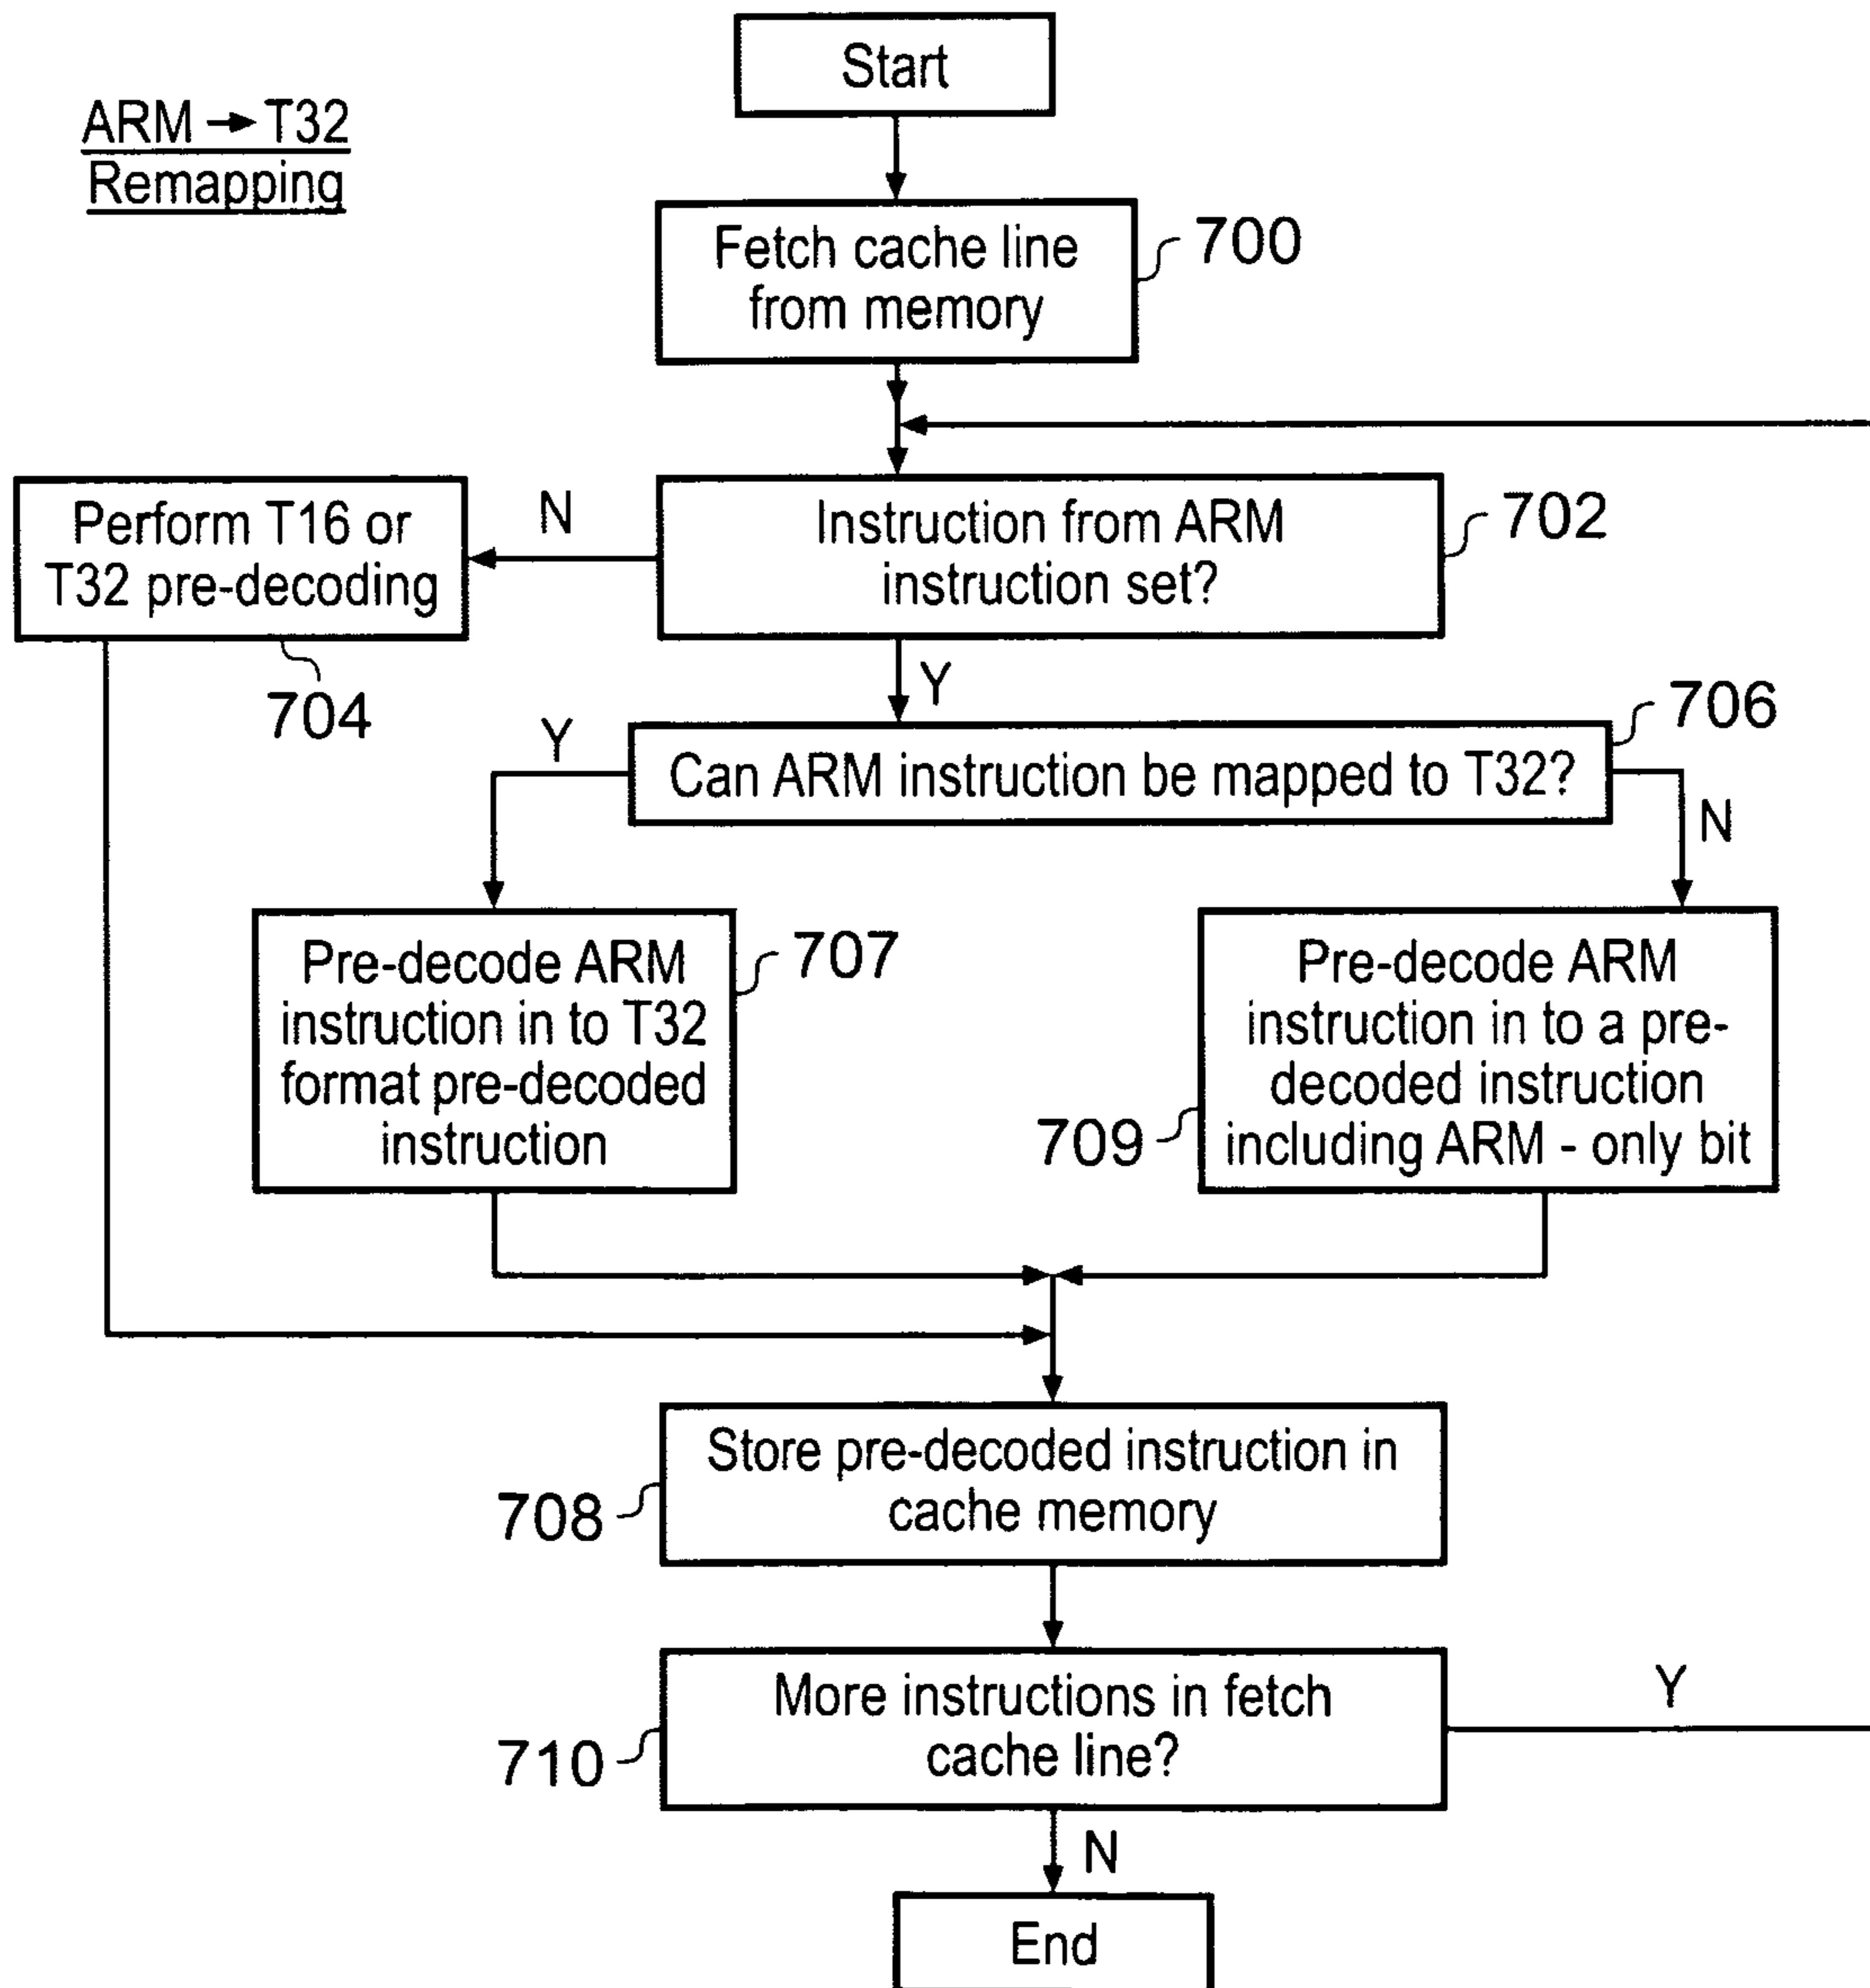 Start
ARM → T32
Remapping
Fetch cache line
from memory
700
Instruction from ARM
instruction set?
702
N
Perform T16 or
T32 pre-decoding
704
Y
Can ARM instruction be mapped to T32?
706
Y
N
Pre-decode ARM
instruction in to T32
format pre-decoded
instruction
707
Pre-decode ARM
instruction in to a pre-
decoded instruction
including ARM - only bit
709
Store pre-decoded instruction in
cache memory
708
More instructions in fetch
cache line?
710
Y
N
End